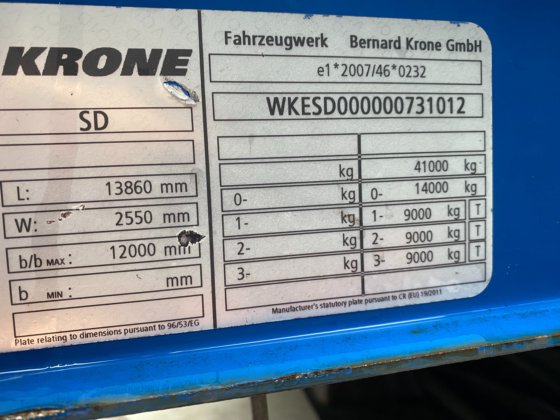 KRONE
SD
L: 13860 mm
W: 2550 mm
b/b MAX: 12000 mm
b MIN: mm
Plate relating to dimensions pursuant to 96/53/EG
Fahrzeugwerk Bernard Krone GmbH
e1*2007/46*0232
WKESD000000731012
kg 41000 kg
0- kg 0- 14000 kg
1- kg 1- 9000 kg T
2- kg 2- 9000 kg T
3- kg 3- 9000 kg T
Manufacturer's statutory plate pursuant to CR (EU) 19/2011